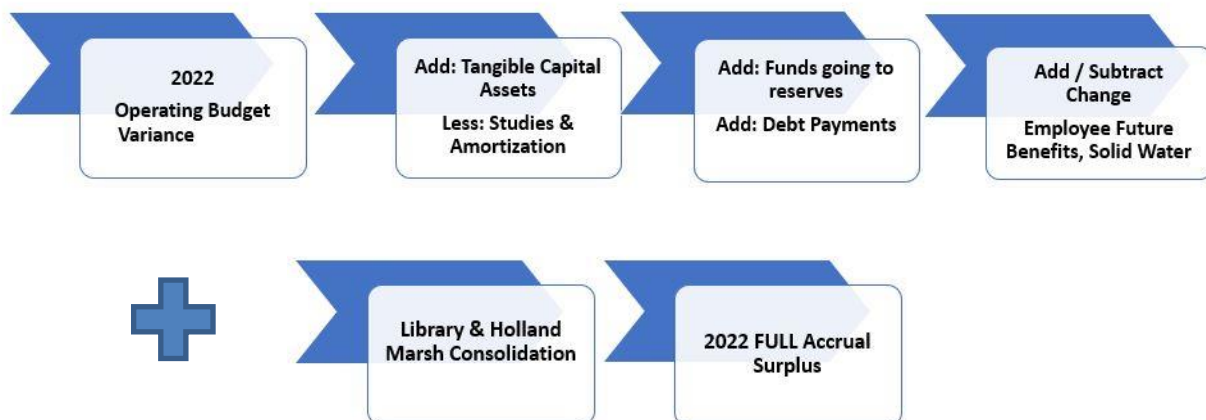 2022
Operating Budget
Variance
Add: Tangible Capital
Assets
Less: Studies &
Amortization
Add: Funds going to
reserves
Add: Debt Payments
Add / Subtract
Change
Employee Future
Benefits, Solid Water
Library & Holland
Marsh Consolidation
2022 FULL Accrual
Surplus